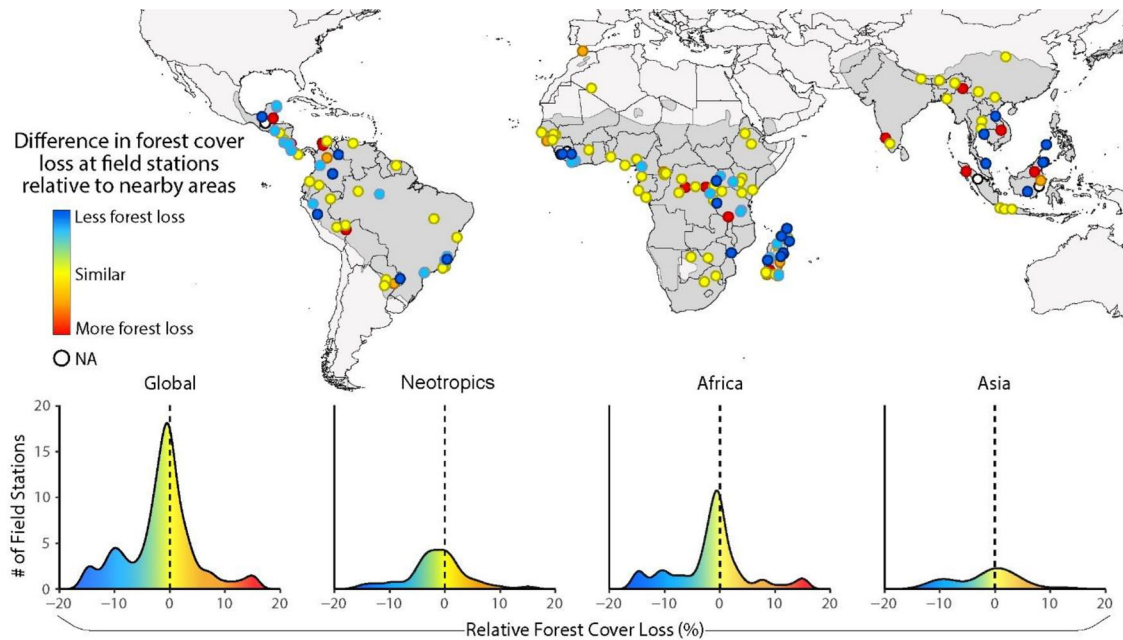 Difference in forest cover
loss at field stations
relative to nearby areas
Less forest loss
Similar
More forest loss
NA
Global
Neotropics
Africa
Asia
# of Field Stations
20
15
10
5
0
−20 −10 0 10 20
−20 −10 0 10 20
−20 −10 0 10 20
−20 −10 0 10 20
Relative Forest Cover Loss (%)